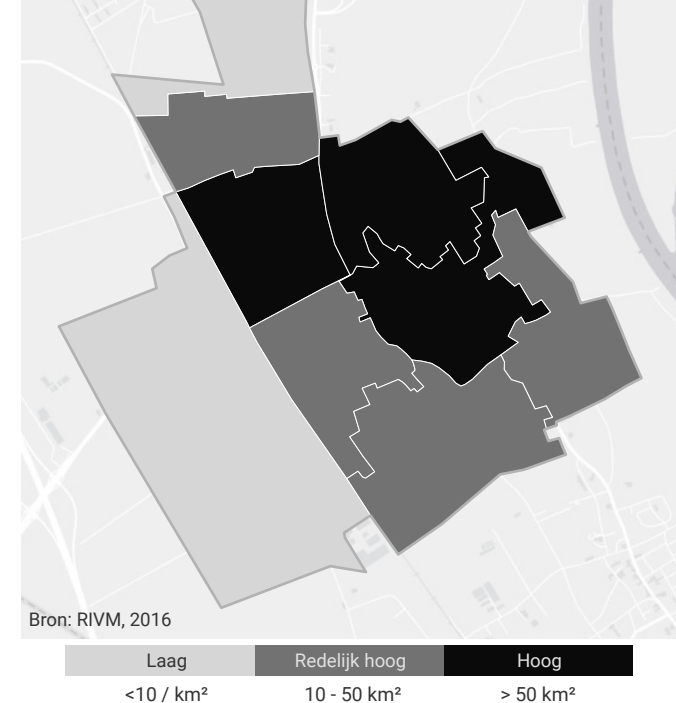 Bron: RIVM, 2016
Laag Redelijk hoog Hoog
<10 / km² 10 - 50 km² > 50 km²